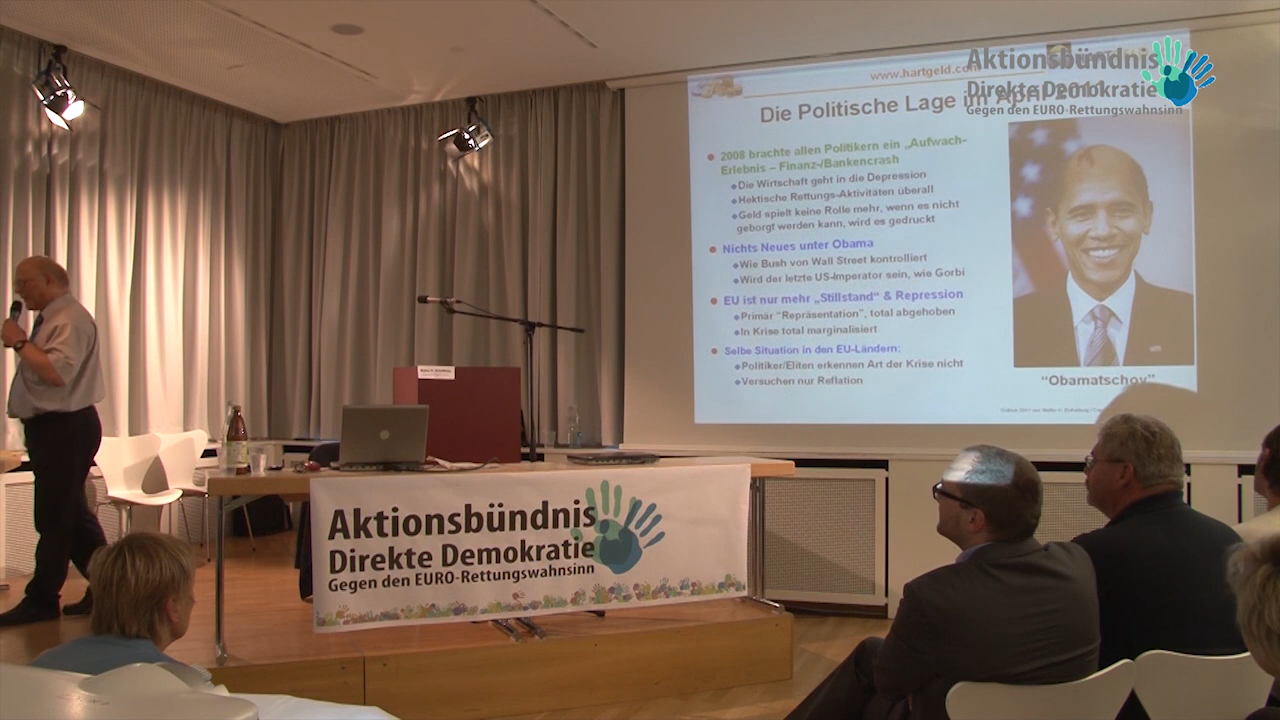 www.hartgeld.com
Aktionsbündnis
Direkte Demokratie
Gegen den EURO-Rettungswahnsinn
Die Politische Lage im April 2011
2008 brachte allen Politikern ein „Aufwach-
Erlebnis – Finanz-/Bankencrash
Die Wirtschaft geht in die Depression
Hektische Rettungs-Aktivitäten überall
Geld spielt keine Rolle mehr, wenn es nicht
geborgt werden kann, wird es gedruckt
Nichts Neues unter Obama
Wie Bush von Wall Street kontrolliert
Wird der letzte US-Imperator sein, wie Gorbi
EU ist nur mehr „Stillstand“ & Repression
Primär “Repräsentation”, total abgehoben
In Krise total marginalisiert
Selbe Situation in den EU-Ländern:
Politiker/Eliten erkennen Art der Krise nicht
Versuchen nur Reflation
“Obamatschov”
Aktionsbündnis
Direkte Demokratie
Gegen den EURO-Rettungswahnsinn